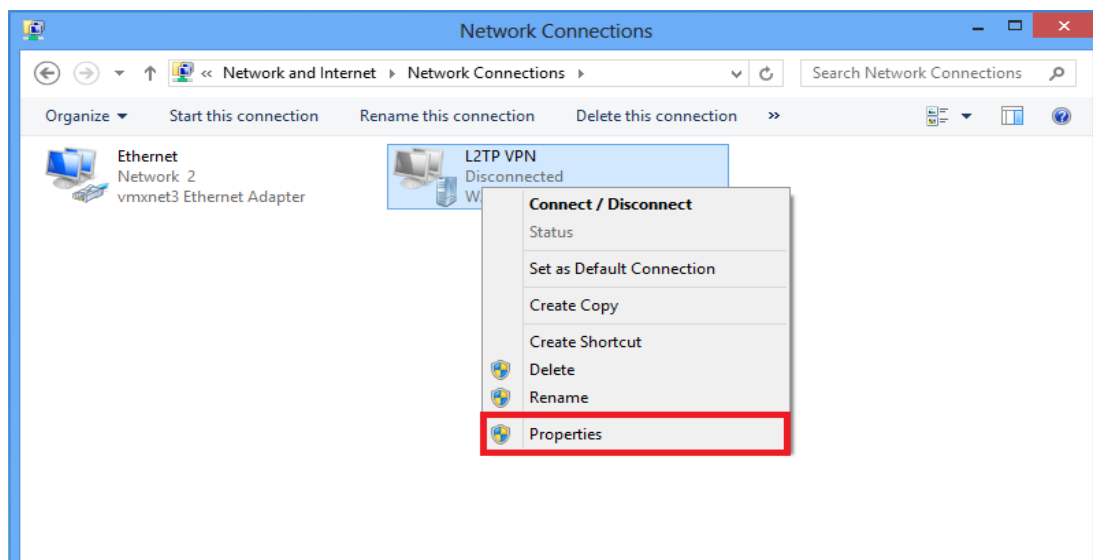 Network Connections
« Network and Internet Network Connections
Search Network Connections
Organize Start this connection Rename this connection Delete this connection »
Ethernet
Network 2
vmxnet3 Ethernet Adapter
L2TP VPN
Disconnected
Connect / Disconnect
Status
Set as Default Connection
Create Copy
Create Shortcut
Delete
Rename
Properties